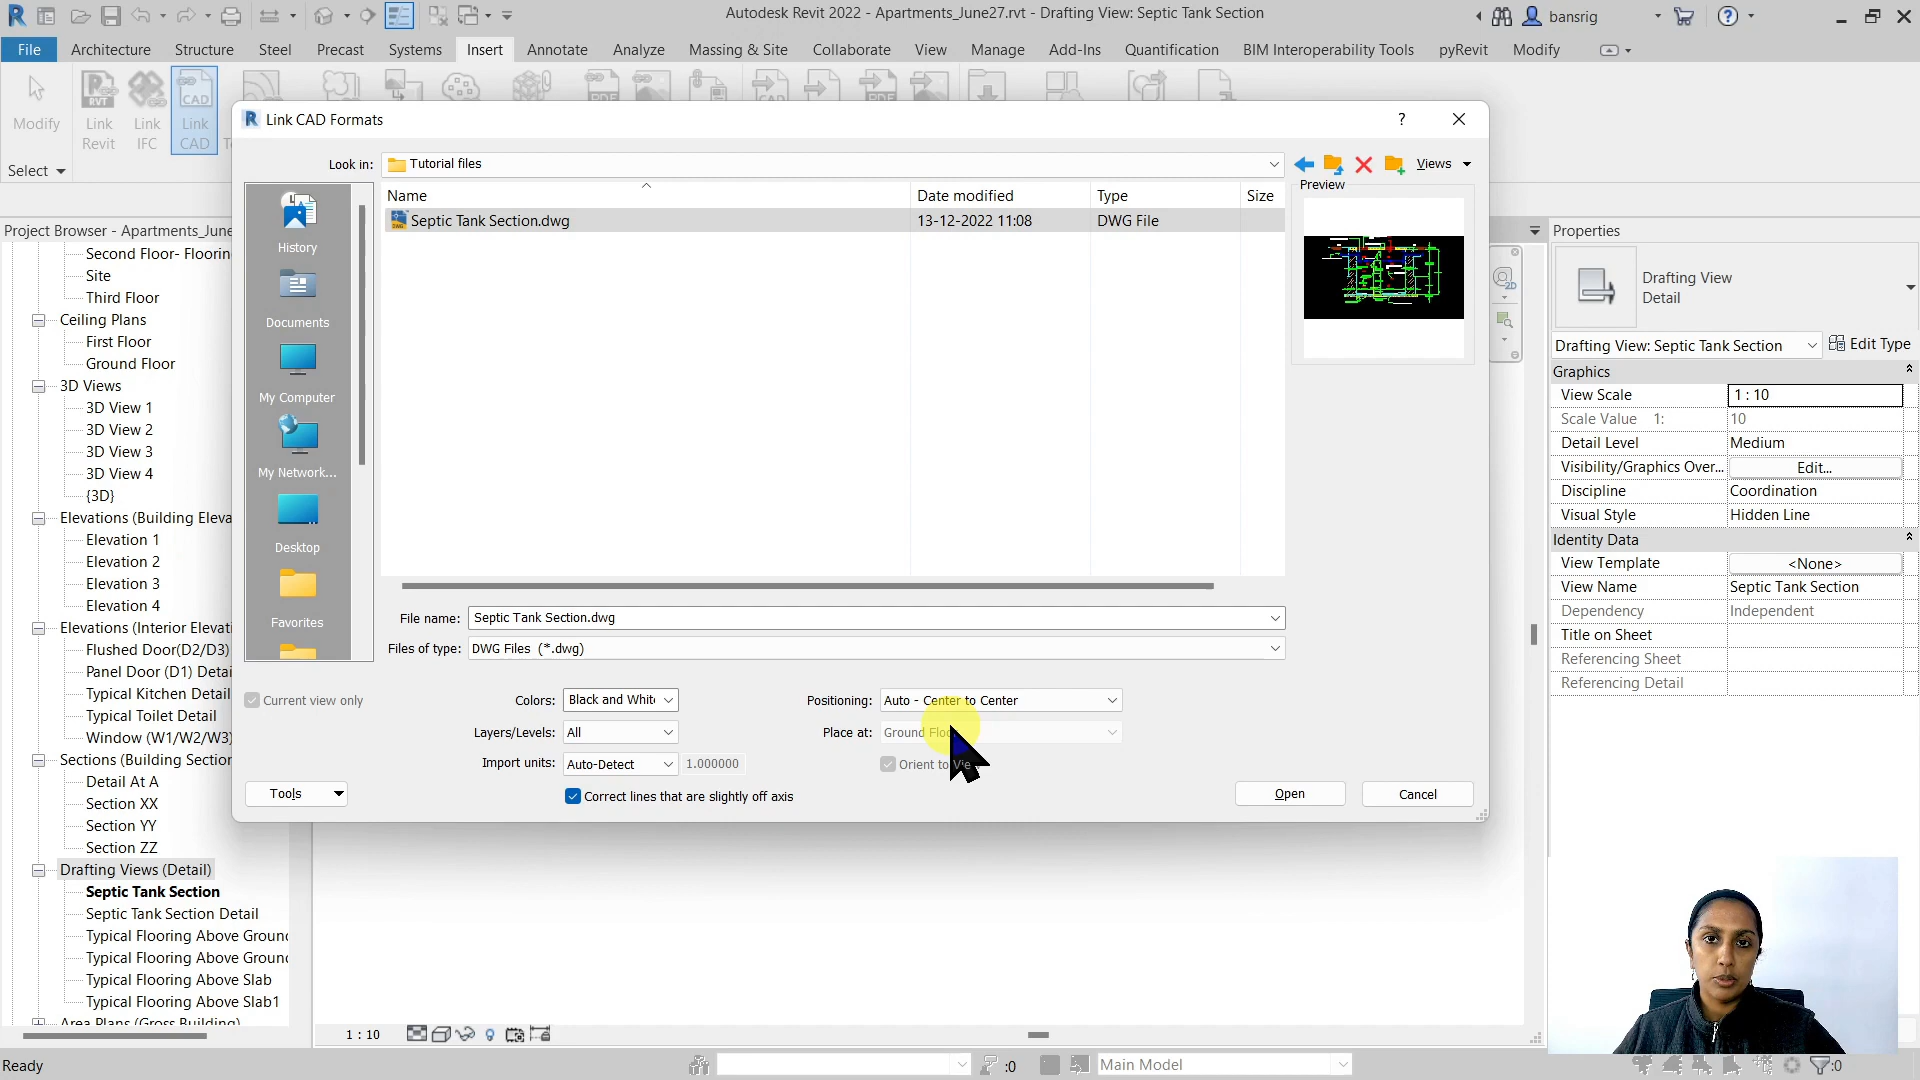 Autodesk Revit 2022 - Apartments_June27.rvt - Drafting View: Septic Tank Section
bansrig
File Architecture Structure Steel Precast Systems Insert Annotate Analyze Massing & Site Collaborate View Manage Add-Ins Quantification BIM Interoperability Tools pyRevit Modify
Modify
Link Revit
Link IFC
Link CAD
Select
Link CAD Formats
?
Look in: Tutorial files
Views
Name Date modified Type Size
Septic Tank Section.dwg 13-12-2022 11:08 DWG File
Preview
History
Documents
My Computer
My Network...
Desktop
Favorites
File name: Septic Tank Section.dwg
Files of type: DWG Files (*.dwg)
Current view only
Colors: Black and White
Layers/Levels: All
Import units: Auto-Detect 1.000000
Correct lines that are slightly off axis
Positioning: Auto - Center to Center
Place at:
Orient to
Tools
Open
Cancel
Project Browser - Apartments_June
Second Floor- Floorin
Site
Third Floor
Ceiling Plans
First Floor
Ground Floor
3D Views
3D View 1
3D View 2
3D View 3
3D View 4
{3D}
Elevations (Building Eleva
Elevation 1
Elevation 2
Elevation 3
Elevation 4
Elevations (Interior Elevati
Flushed Door(D2/D3)
Panel Door (D1) Detai
Typical Kitchen Detail
Typical Toilet Detail
Window (W1/W2/W3)
Sections (Building Section
Detail At A
Section XX
Section YY
Section ZZ
Drafting Views (Detail)
Septic Tank Section
Septic Tank Section Detail
Typical Flooring Above Ground
Typical Flooring Above Ground
Typical Flooring Above Slab
Typical Flooring Above Slab1
Area Plans (Gross Building)
Properties
Drafting View
Detail
Drafting View: Septic Tank Section
Edit Type
Graphics
View Scale 1 : 10
Scale Value 1: 10
Detail Level Medium
Visibility/Graphics Over... Edit...
Discipline Coordination
Visual Style Hidden Line
Identity Data
View Template <None>
View Name Septic Tank Section
Dependency Independent
Title on Sheet
Referencing Sheet
Referencing Detail
1 : 10
Ready
:0
Main Model
:0